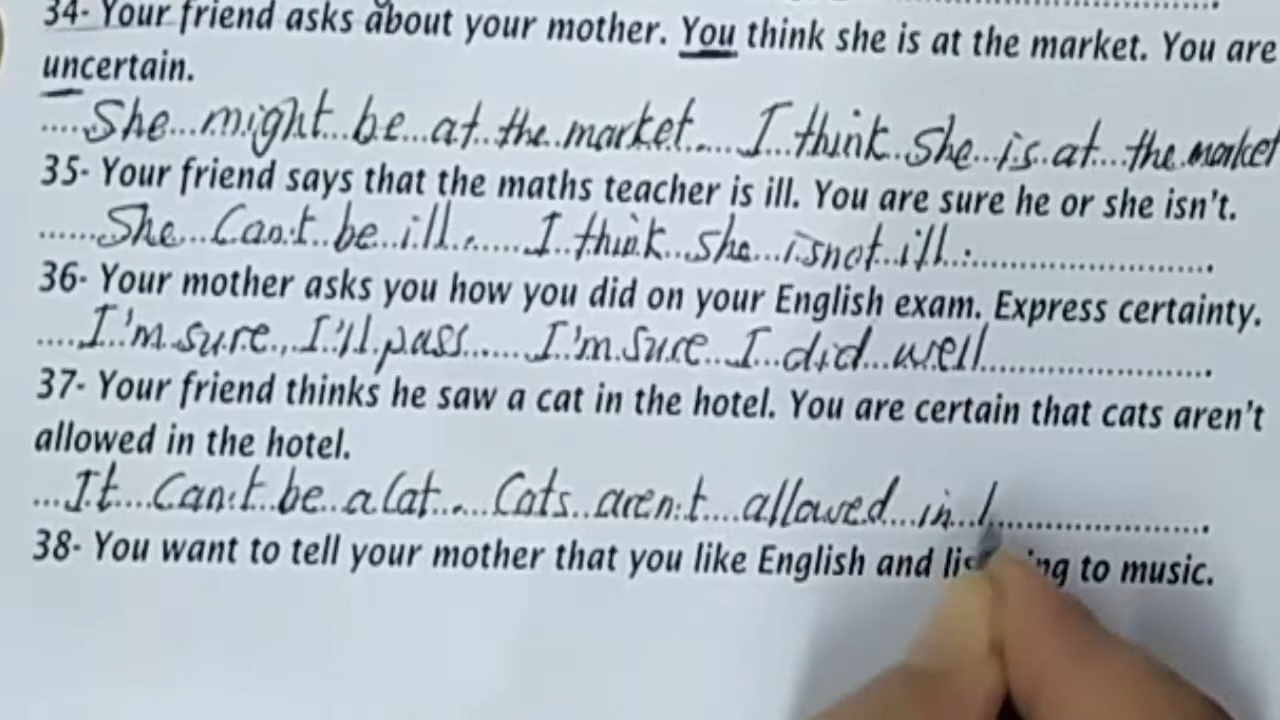 34- Your friend asks about your mother. You think she is at the market. You are
uncertain.
She might be at the market. I think she is at the market
35- Your friend says that the maths teacher is ill. You are sure he or she isn't.
She can't be ill. I think she is not ill.
36- Your mother asks you how you did on your English exam. Express certainty.
I'm sure, I'll pass I'm sure I did well
37- Your friend thinks he saw a cat in the hotel. You are certain that cats aren't
allowed in the hotel.
It can't be a cat. Cats aren't allowed in
38- You want to tell your mother that you like English and to music.